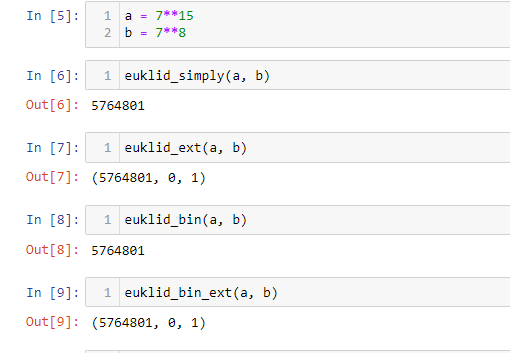 In [5]: 1 a = 7**15
2 b = 7**8
In [6]: 1 euklid_simply(a, b)
Out[6]: 5764801
In [7]: 1 euklid_ext(a, b)
Out[7]: (5764801, 0, 1)
In [8]: 1 euklid_bin(a, b)
Out[8]: 5764801
In [9]: 1 euklid_bin_ext(a, b)
Out[9]: (5764801, 0, 1)